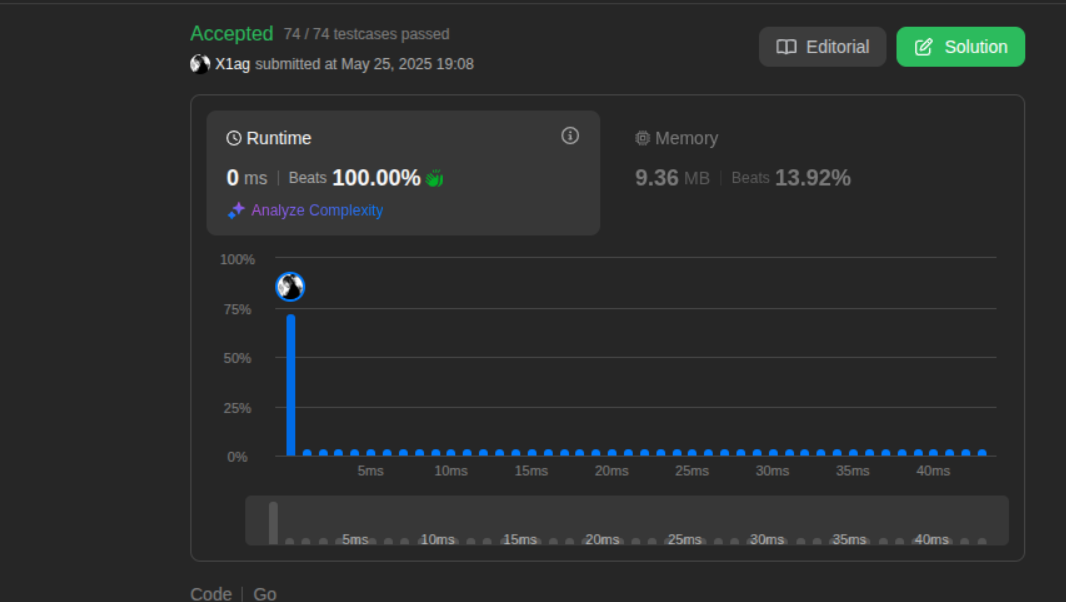 Accepted 74 / 74 testcases passed
Editorial
Solution
X1ag submitted at May 25, 2025 19:08
Runtime
Memory
0 ms | Beats 100.00%
9.36 MB | Beats 13.92%
Analyze Complexity
100%
75%
50%
25%
0%
5ms 10ms 15ms 20ms 25ms 30ms 35ms 40ms
5ms 10ms 15ms 20ms 25ms 30ms 35ms 40ms
Code | Go